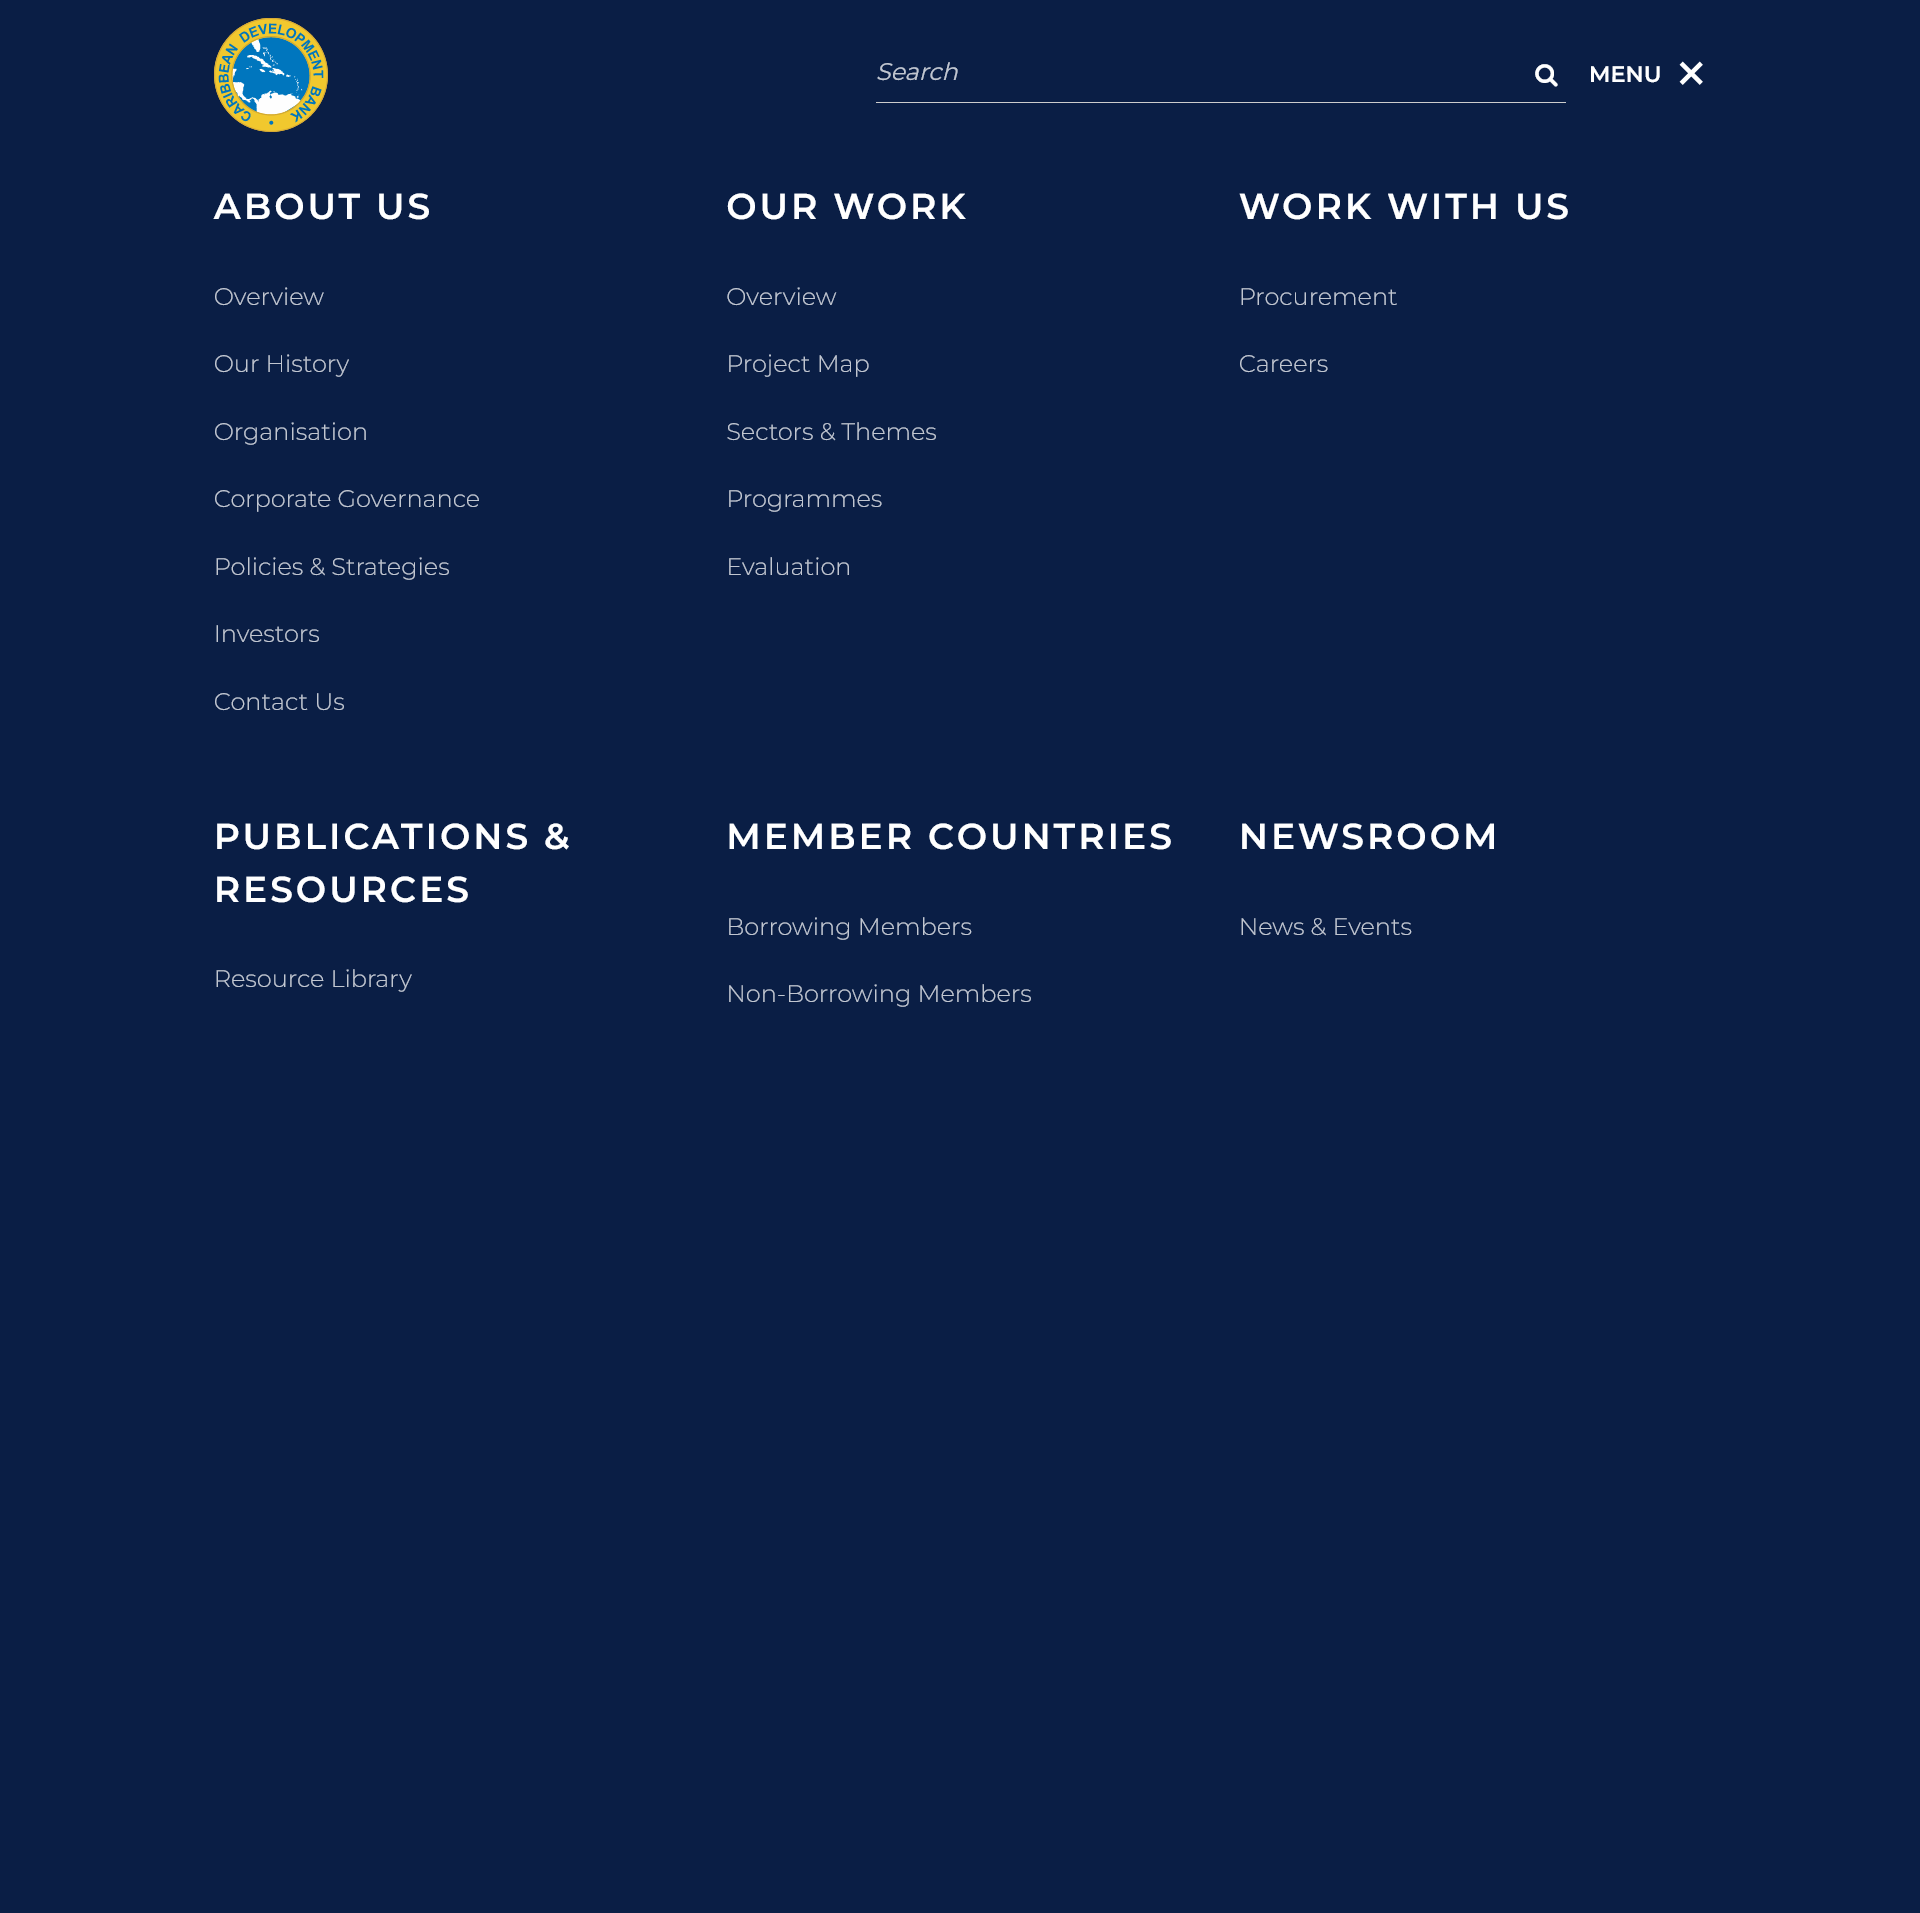 CARIBBEAN DEVELOPMENT BANK
Search
MENU
ABOUT US
Overview
Our History
Organisation
Corporate Governance
Policies & Strategies
Investors
Contact Us
OUR WORK
Overview
Project Map
Sectors & Themes
Programmes
Evaluation
WORK WITH US
Procurement
Careers
PUBLICATIONS &
RESOURCES
Resource Library
MEMBER COUNTRIES
Borrowing Members
Non-Borrowing Members
NEWSROOM
News & Events